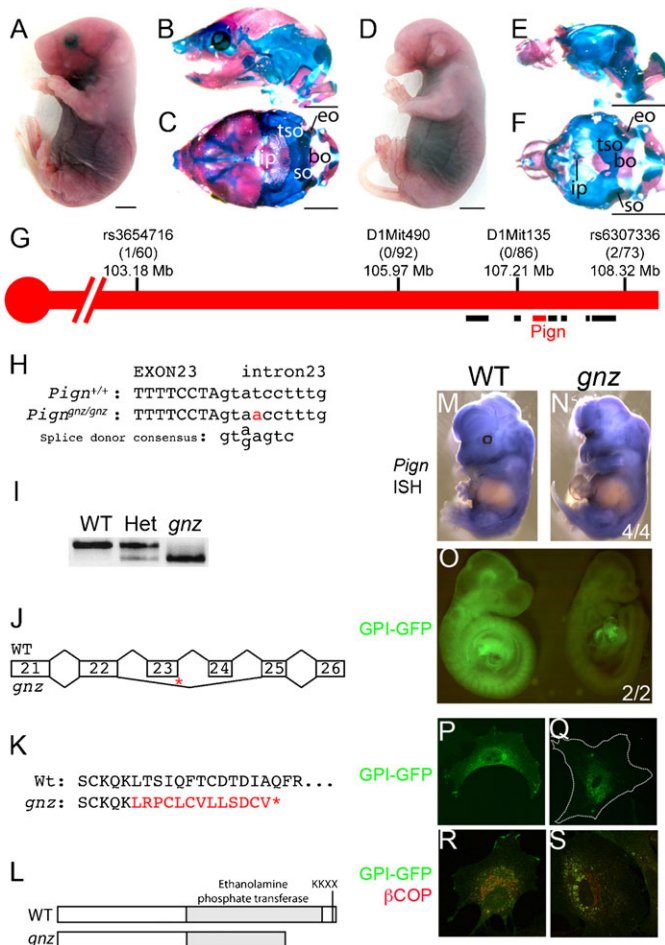 A
B
D
E
C
F
eo
tso
ip
bo
so
eo
tso
bo
ip
so
G
rs3654716 D1Mit490 D1Mit135 rs6307336
(1/60) (0/92) (0/86) (2/73)
103.18 Mb 105.97 Mb 107.21 Mb 108.32 Mb
Pign
H
EXON23 intron23
Pign+/+ : TTTTCCTAgtatcctttg
Pigngnz/gnz : TTTTCCTAgtaacctttg
Splice donor consensus: gtagagtc
I
WT Het gnz
J
WT
21 22 23 24 25 26
*
gnz
K
Wt: SCKQKLTSIQFTCDTDIAQFR...
gnz: SCKQKLRPCLCVLLSDCV*
L
Ethanolamine
phosphate transferase
KKXX
WT
gnz
WT gnz
M
N
Pign
ISH
4/4
O
GPI-GFP
2/2
P
Q
GPI-GFP
R
S
GPI-GFP
βCOP